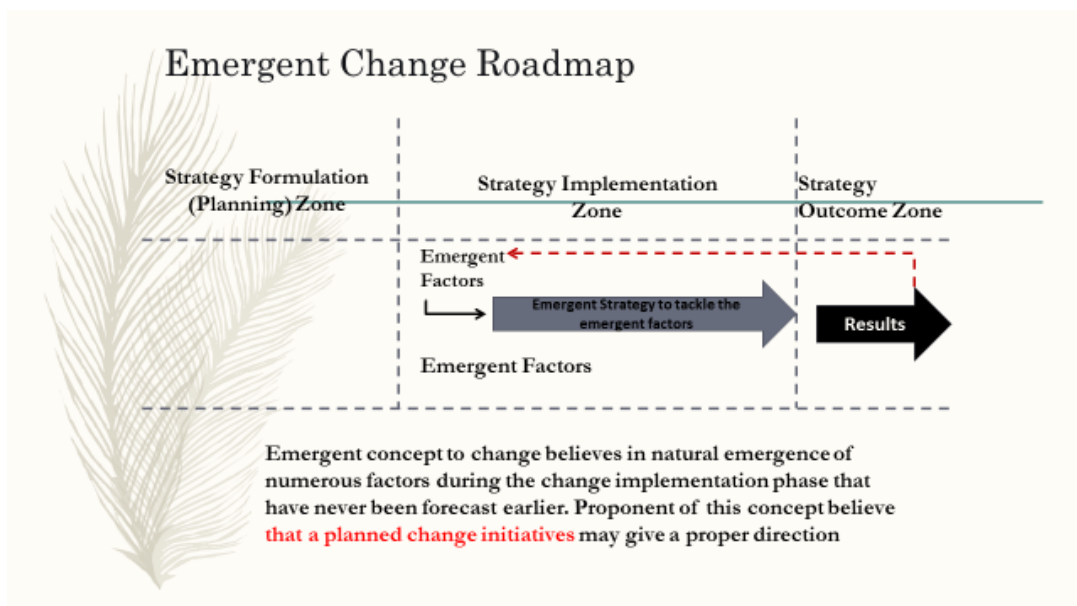 Emergent Change Roadmap
Strategy Formulation
(Planning) Zone
Strategy Implementation
Zone
Strategy
Outcome Zone
Emergent
Factors
Emergent Strategy to tackle the
emergent factors
Results
Emergent Factors
Emergent concept to change believes in natural emergence of
numerous factors during the change implementation phase that
have never been forecast earlier. Proponent of this concept believe
that a planned change initiatives may give a proper direction